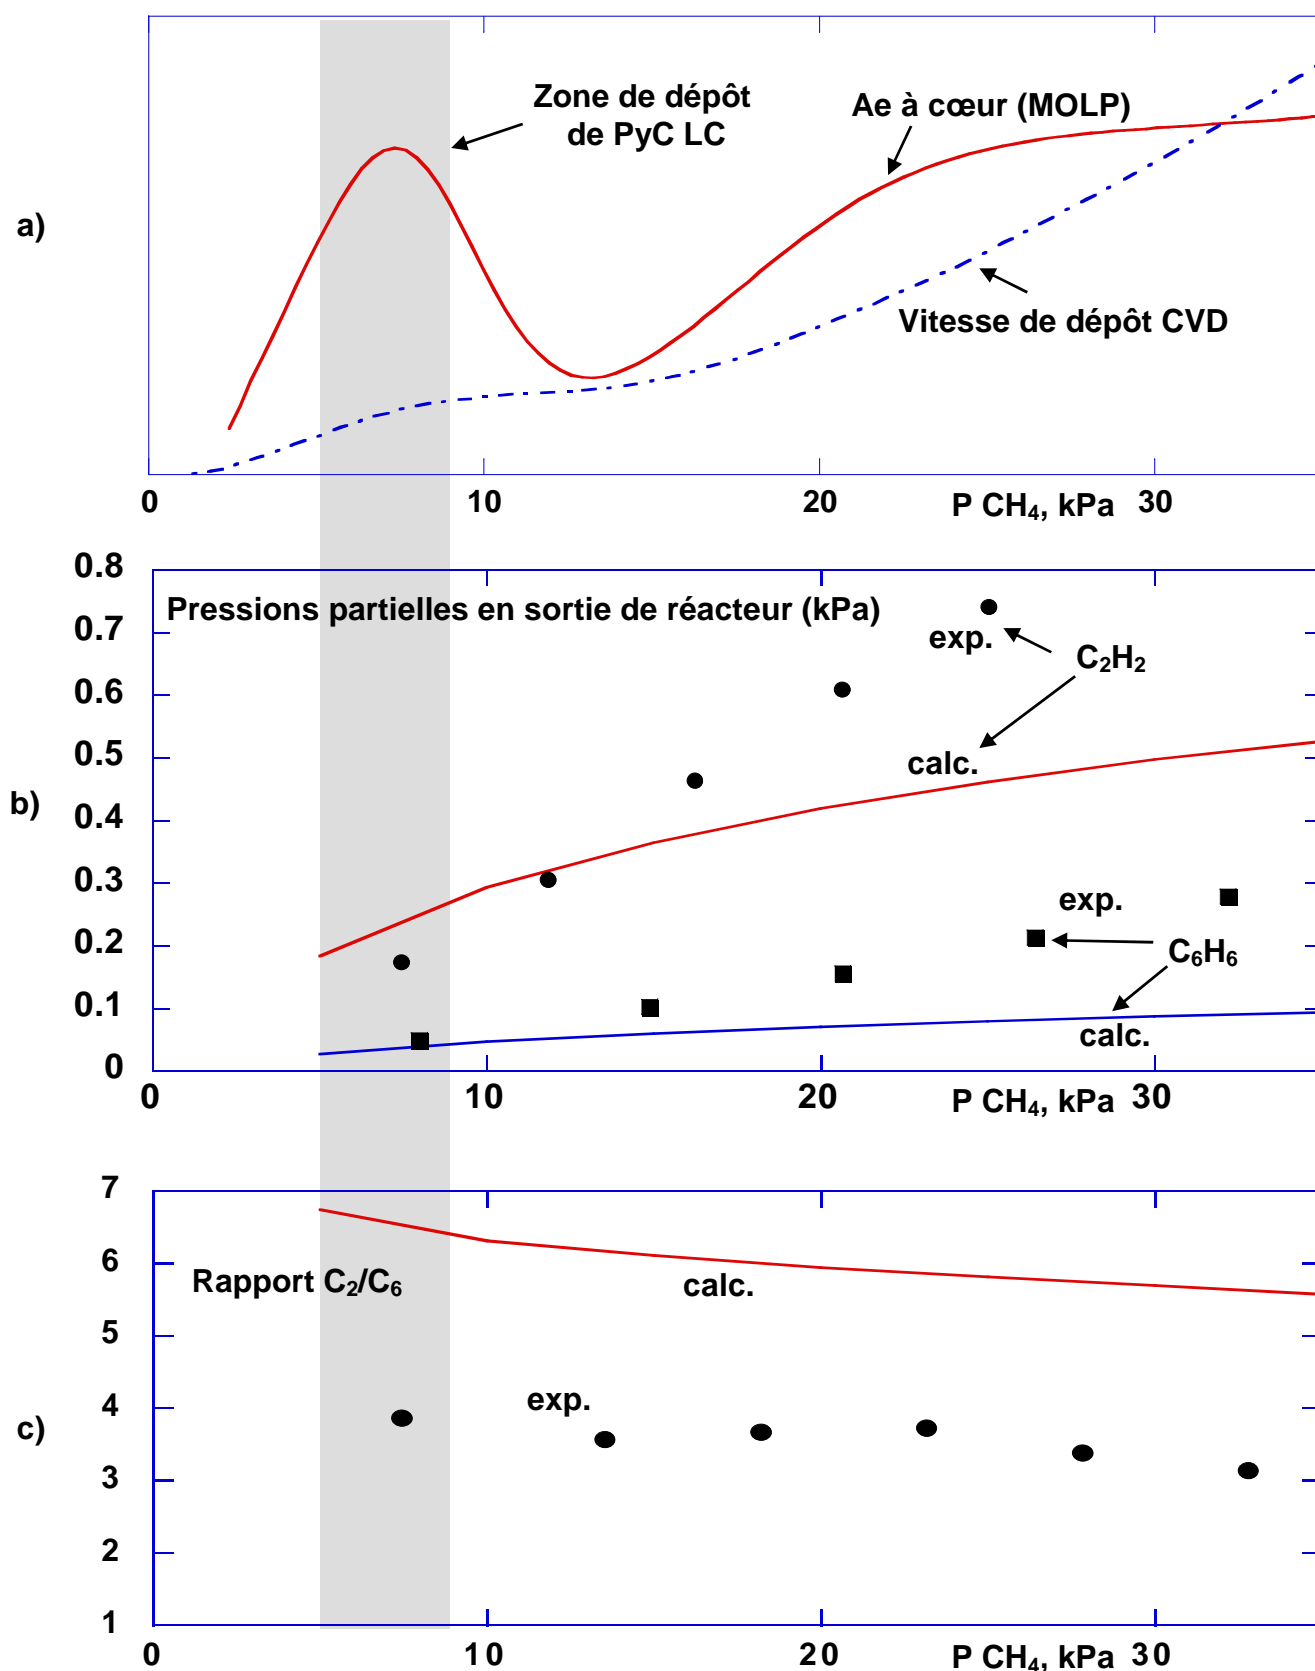 Zone de dépôt
de PyC LC
Ae à cœur (MOLP)
a)
Vitesse de dépôt CVD
0 10 20 P CH₄, kPa 30
0.8
Pressions partielles en sortie de réacteur (kPa)
0.7
exp.
C₂H₂
0.6
0.5
calc.
b)
0.4
0.3
exp.
0.2
C₆H₆
0.1
calc.
0
0 10 20 P CH₄, kPa 30
7
6
Rapport C₂/C₆
calc.
5
4
exp.
c)
3
2
1
0 10 20 P CH₄, kPa 30